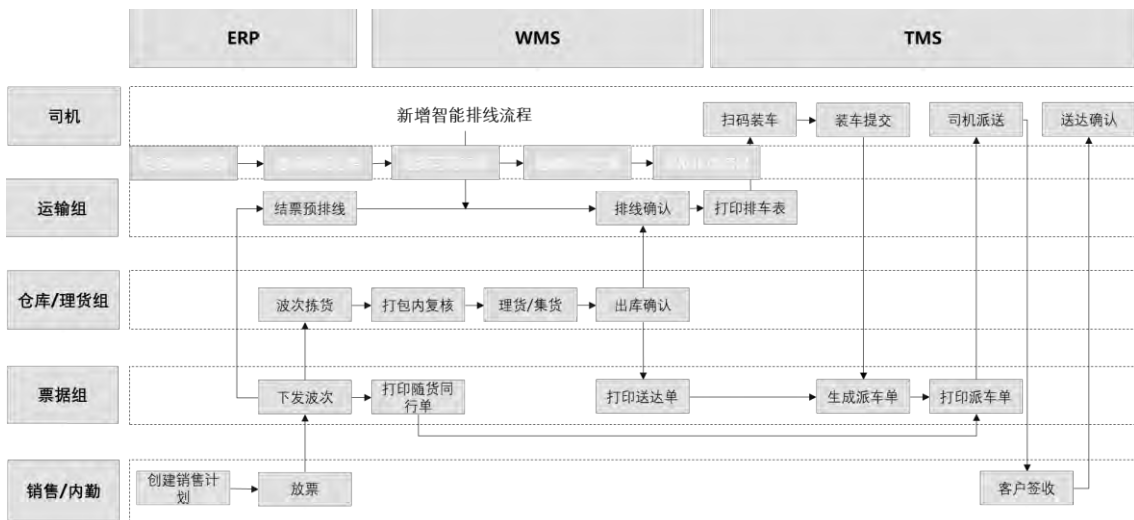 ERP
WMS
TMS
司机
新增智能排线流程
扫码装车
装车提交
司机派送
送达确认
运输组
结票预排线
排线确认
打印排车表
仓库/理货组
波次拣货
打包内复核
理货/集货
出库确认
票据组
下发波次
打印随货同
行单
打印送达单
生成派车单
打印派车单
销售/内勤
创建销售计
划
放票
客户签收